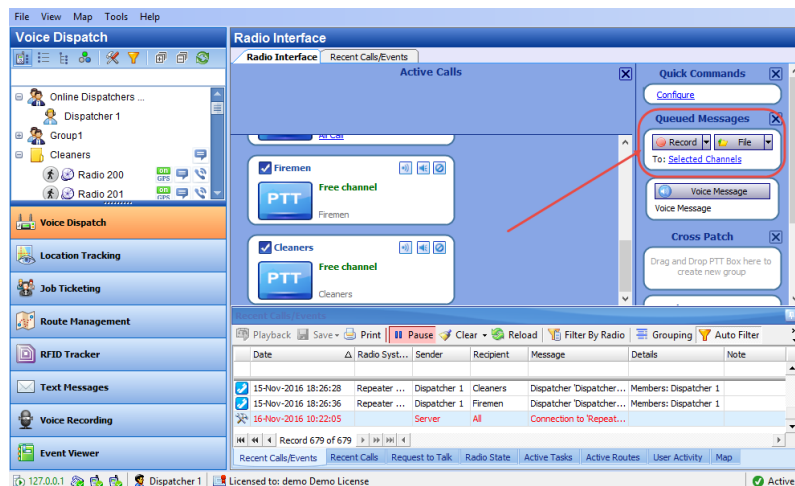 File View Map Tools Help
Voice Dispatch
Radio Interface
Radio Interface Recent Calls/Events
Active Calls
Quick Commands
Configure
Queued Messages
Record File
To: Selected Channels
Voice Message
Voice Message
Cross Patch
Drag and Drop PTT Box here to
create new group
Online Dispatchers ...
Dispatcher 1
Group1
Cleaners
Radio 200 on GPS
Radio 201 on GPS
Voice Dispatch
Location Tracking
Job Ticketing
Route Management
RFID Tracker
Text Messages
Voice Recording
Event Viewer
All Call
Firemen
PTT
Free channel
Firemen
Cleaners
PTT
Free channel
Cleaners
Recent Calls/Events
Playback Save Print Pause Clear Reload Filter By Radio Grouping Auto Filter
Date Radio Syst... Sender Recipient Message Details Note
15-Nov-2016 18:26:28 Repeater ... Dispatcher 1 Cleaners Dispatcher 'Dispatcher... Members: Dispatcher 1
15-Nov-2016 18:26:36 Repeater ... Dispatcher 1 Firemen Dispatcher 'Dispatcher... Members: Dispatcher 1
16-Nov-2016 10:22:05 Server All Connection to 'Repeat...
Record 679 of 679
Recent Calls/Events Recent Calls Request to Talk Radio State Active Tasks Active Routes User Activity Map
127.0.0.1 Dispatcher 1 Licensed to: demo Demo License Active